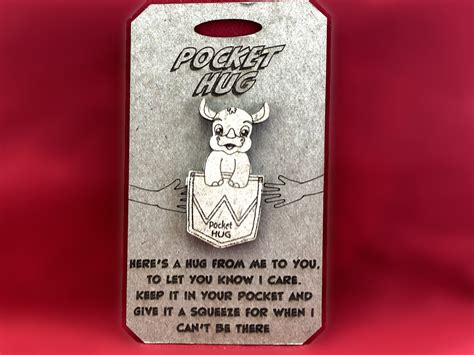 POCKET
HUG
Pocket
HUG
HERE'S A HUG FROM ME TO YOU,
TO LET YOU KNOW I CARE.
KEEP IT IN YOUR POCKET AND
GIVE IT A SQUEEZE FOR WHEN I
CAN'T BE THERE